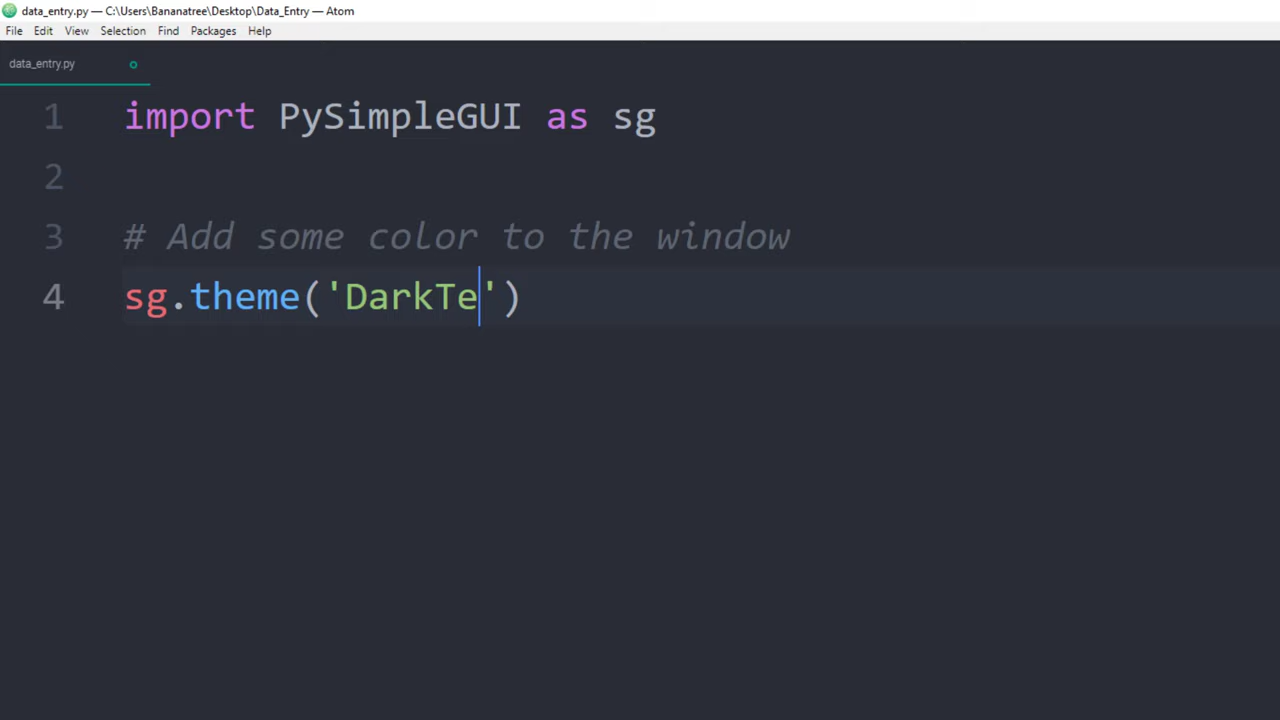 data_entry.py — C:\Users\Bananatree\Desktop\Data_Entry — Atom
File Edit View Selection Find Packages Help
data_entry.py
1 import PySimpleGUI as sg
2
3 # Add some color to the window
4 sg.theme('DarkTe')